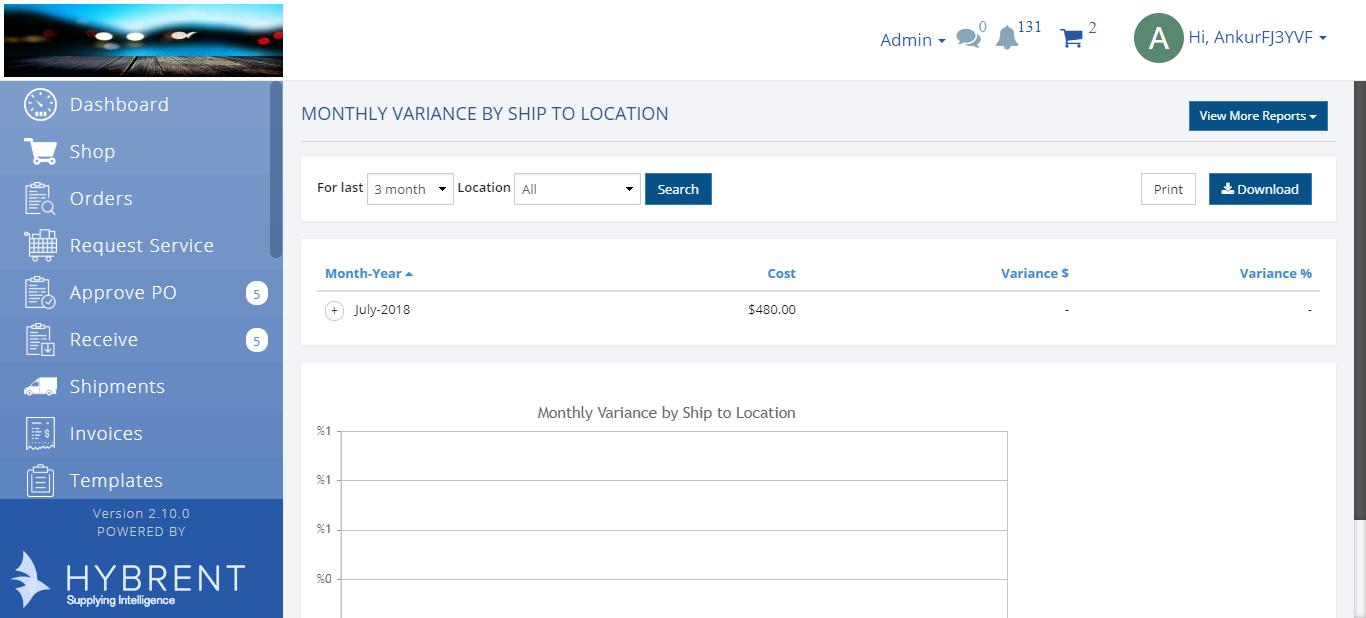 Admin 0 131 2 A Hi, AnkurFJ3YVF
Dashboard
Shop
Orders
Request Service
Approve PO 5
Receive 5
Shipments
Invoices
Templates
Version 2.10.0
POWERED BY
HYBRENT
Supplying Intelligence
MONTHLY VARIANCE BY SHIP TO LOCATION
View More Reports
For last 3 month Location All Search Print Download
Month-Year Cost Variance $ Variance %
+ July-2018 $480.00 - -
Monthly Variance by Ship to Location
%1
%1
%1
%0